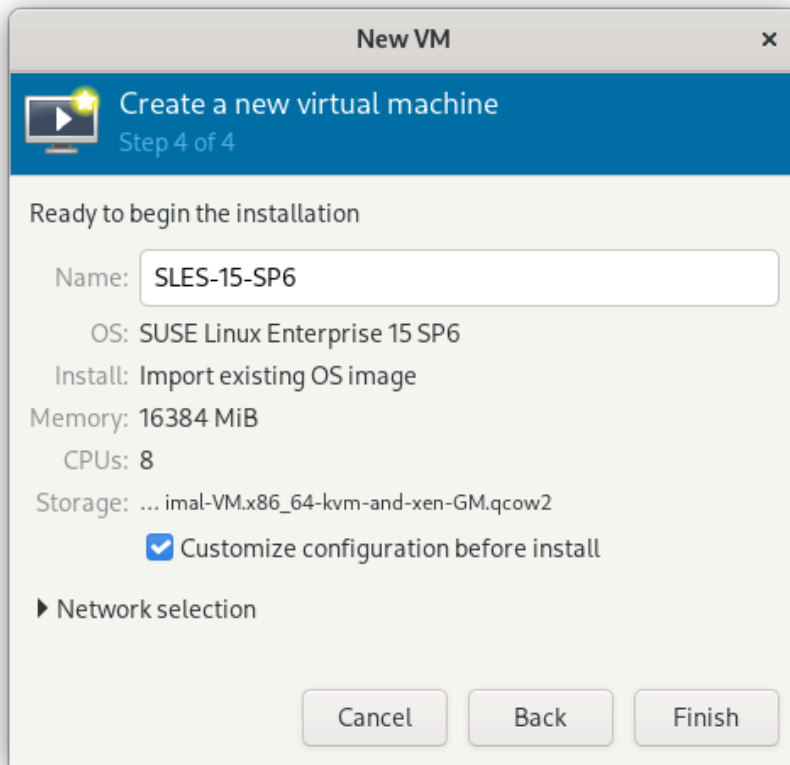 New VM
Create a new virtual machine
Step 4 of 4
Ready to begin the installation
Name: SLES-15-SP6
OS: SUSE Linux Enterprise 15 SP6
Install: Import existing OS image
Memory: 16384 MiB
CPUs: 8
Storage: ... imal-VM.x86_64-kvm-and-xen-GM.qcow2
Customize configuration before install
Network selection
Cancel Back Finish